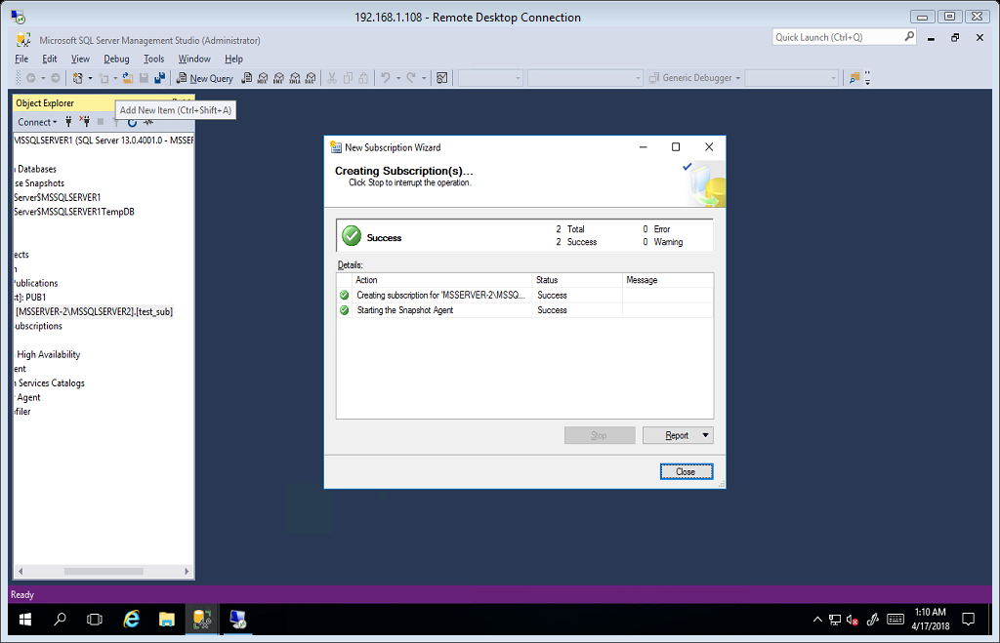 192.168.1.108 - Remote Desktop Connection
Microsoft SQL Server Management Studio (Administrator)
Quick Launch (Ctrl+Q)
File Edit View Debug Tools Window Help
New Query
MDX DMX XMLA DAX
Generic Debugger
Object Explorer
Add New Item (Ctrl+Shift+A)
Connect
MSSQLSERVER1 (SQL Server 13.0.4001.0 - MSSER
Databases
se Snapshots
Server$MSSQLSERVER1
Server$MSSQLSERVER1TempDB
ects
n
Publications
t]: PUB1
[MSSERVER-2\MSSQLSERVER2].[test_sub]
ubscriptions
High Availability
ent
n Services Catalogs
Agent
filer
New Subscription Wizard
Creating Subscription(s)...
Click Stop to interrupt the operation.
Success
2 Total 0 Error
2 Success 0 Warning
Details:
Action Status Message
Creating subscription for 'MSSERVER-2\MSSQ... Success
Starting the Snapshot Agent Success
Stop Report
Close
Ready
1:10 AM
4/17/2018